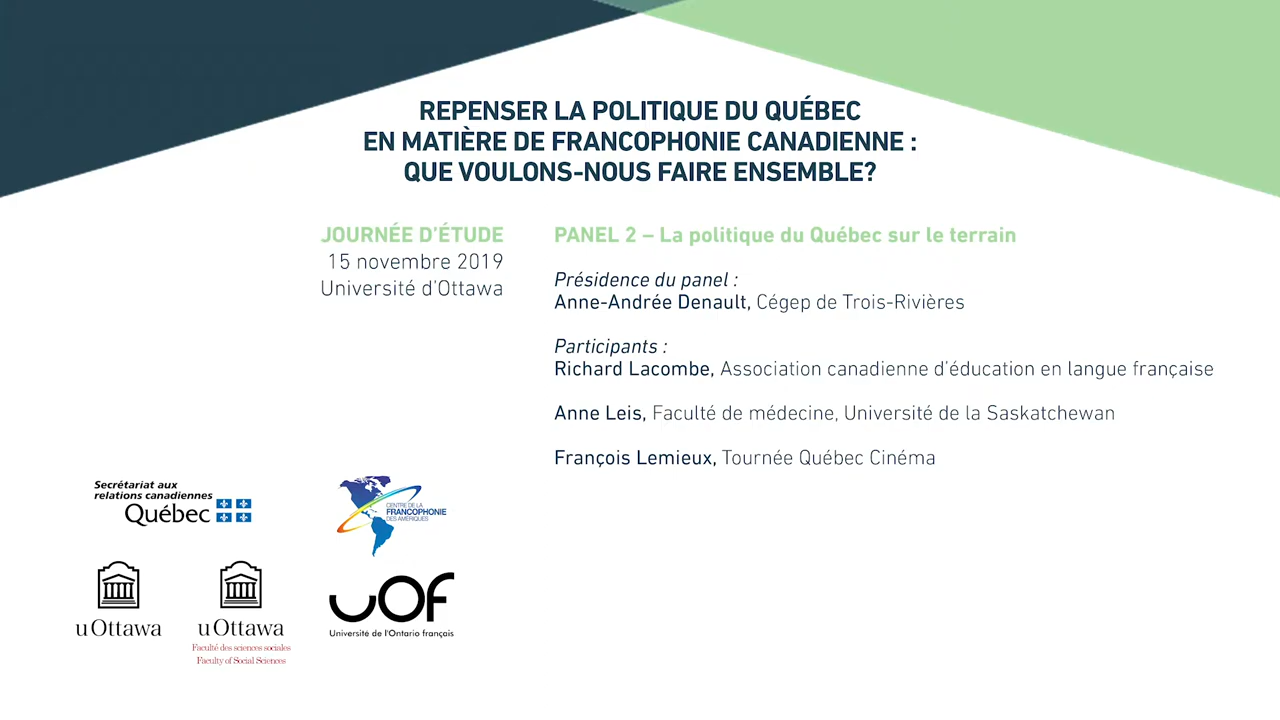 REPENSER LA POLITIQUE DU QUÉBEC
EN MATIÈRE DE FRANCOPHONIE CANADIENNE :
QUE VOULONS-NOUS FAIRE ENSEMBLE?
JOURNÉE D'ÉTUDE
15 novembre 2019
Université d'Ottawa
PANEL 2 – La politique du Québec sur le terrain
Présidence du panel :
Anne-Andrée Denault, Cégep de Trois-Rivières
Participants :
Richard Lacombe, Association canadienne d'éducation en langue française
Anne Leis, Faculté de médecine, Université de la Saskatchewan
François Lemieux, Tournée Québec Cinéma
Secrétariat aux
relations canadiennes
Québec
CENTRE DE LA
FRANCOPHONIE
DES AMÉRIQUES
uOttawa
uOttawa
Faculté des sciences sociales
Faculty of Social Sciences
UOF
Université de l'Ontario français